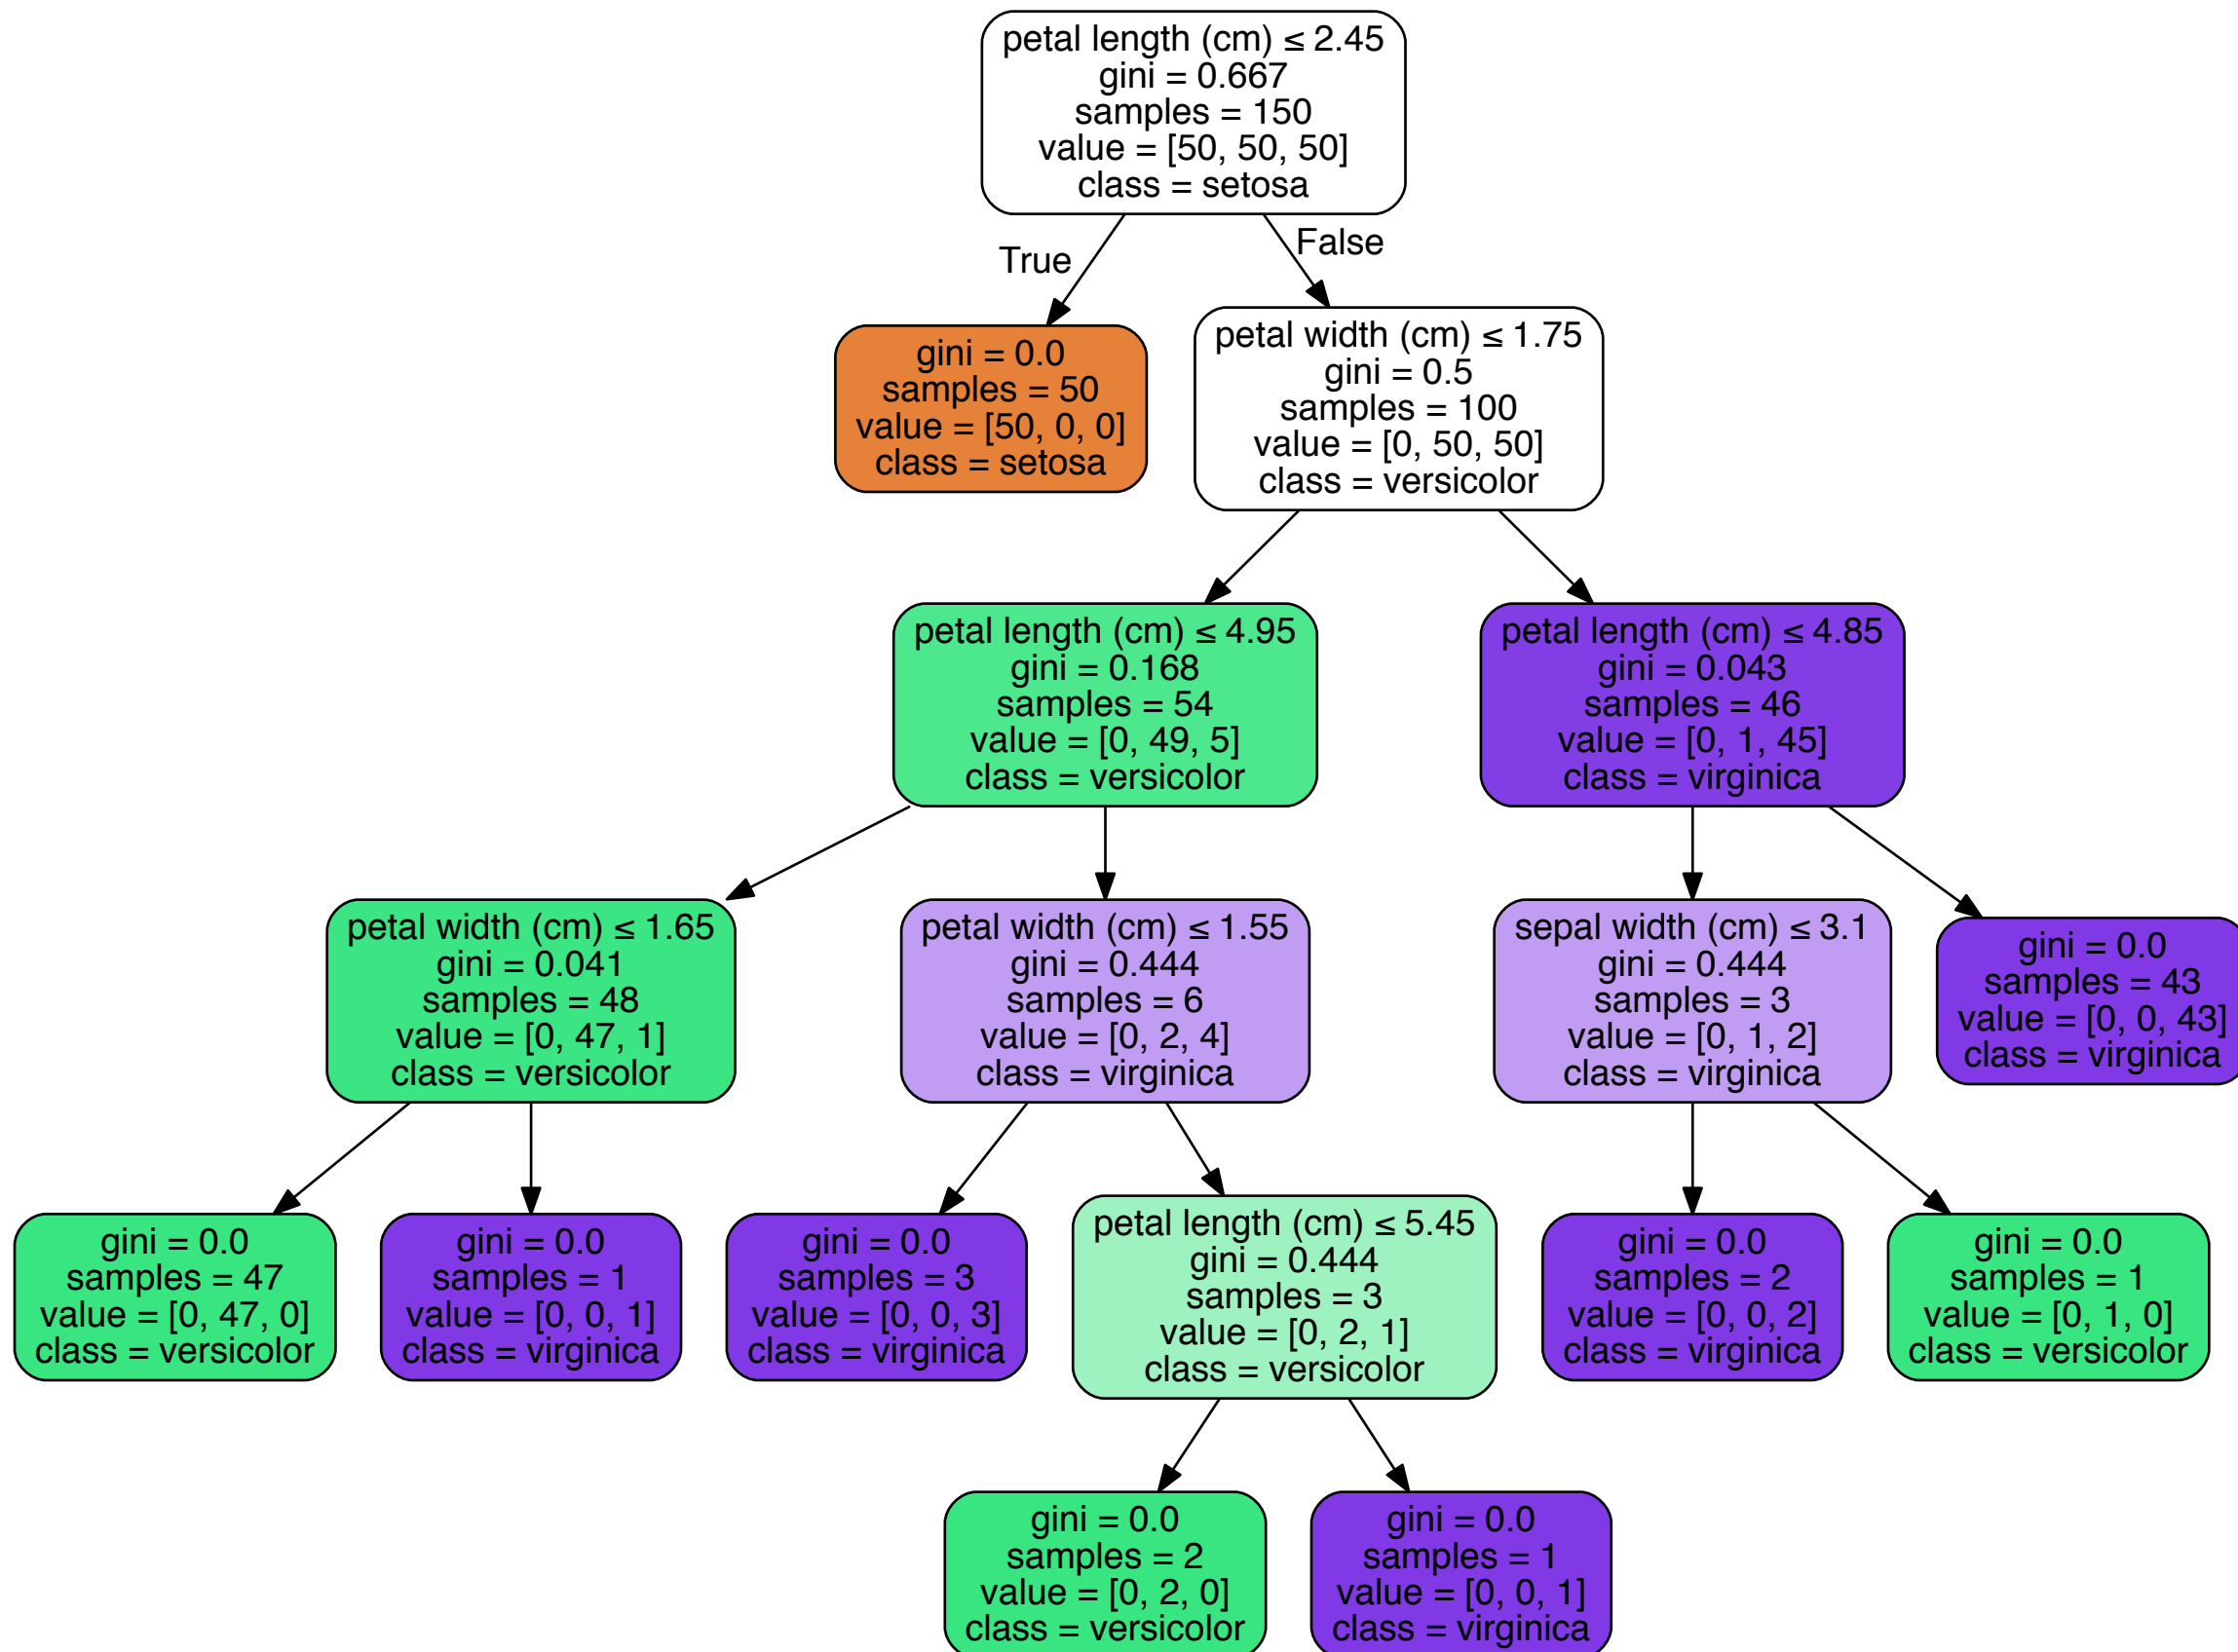 petal length (cm) ≤ 2.45
gini = 0.667
samples = 150
value = [50, 50, 50]
class = setosa
True
False
gini = 0.0
samples = 50
value = [50, 0, 0]
class = setosa
petal width (cm) ≤ 1.75
gini = 0.5
samples = 100
value = [0, 50, 50]
class = versicolor
petal length (cm) ≤ 4.95
gini = 0.168
samples = 54
value = [0, 49, 5]
class = versicolor
petal length (cm) ≤ 4.85
gini = 0.043
samples = 46
value = [0, 1, 45]
class = virginica
petal width (cm) ≤ 1.65
gini = 0.041
samples = 48
value = [0, 47, 1]
class = versicolor
petal width (cm) ≤ 1.55
gini = 0.444
samples = 6
value = [0, 2, 4]
class = virginica
sepal width (cm) ≤ 3.1
gini = 0.444
samples = 3
value = [0, 1, 2]
class = virginica
gini = 0.0
samples = 43
value = [0, 0, 43]
class = virginica
gini = 0.0
samples = 47
value = [0, 47, 0]
class = versicolor
gini = 0.0
samples = 1
value = [0, 0, 1]
class = virginica
gini = 0.0
samples = 3
value = [0, 0, 3]
class = virginica
petal length (cm) ≤ 5.45
gini = 0.444
samples = 3
value = [0, 2, 1]
class = versicolor
gini = 0.0
samples = 2
value = [0, 0, 2]
class = virginica
gini = 0.0
samples = 1
value = [0, 1, 0]
class = versicolor
gini = 0.0
samples = 2
value = [0, 2, 0]
class = versicolor
gini = 0.0
samples = 1
value = [0, 0, 1]
class = virginica